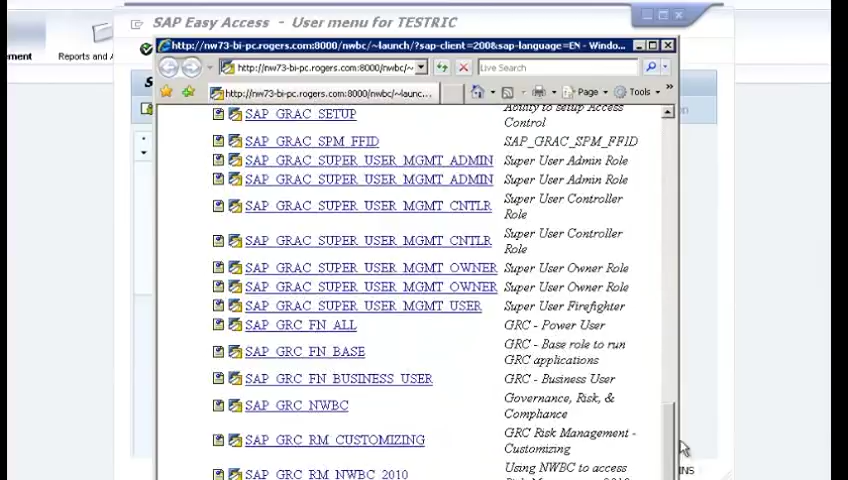 SAP Easy Access - User menu for TESTRIC
ment
Reports and A
http://nw73-bi-pc.rogers.com:8000/nwbc/~launch/?sap-client=200&sap-language=EN - Windo...
http://nw73-bi-pc.rogers.com:8000/nwbc/~
Live Search
http://nw73-bi-pc.rogers.com:8000/nwbc/~launc...
Page
Tools
SAP_GRAC_SETUP
Ability to setup Access
Control
SAP_GRAC_SPM_FFID
SAP_GRAC_SPM_FFID
SAP_GRAC_SUPER_USER_MGMT_ADMIN
Super User Admin Role
SAP_GRAC_SUPER_USER_MGMT_ADMIN
Super User Admin Role
SAP_GRAC_SUPER_USER_MGMT_CNTLR
Super User Controller
Role
SAP_GRAC_SUPER_USER_MGMT_CNTLR
Super User Controller
Role
SAP_GRAC_SUPER_USER_MGMT_OWNER
Super User Owner Role
SAP_GRAC_SUPER_USER_MGMT_OWNER
Super User Owner Role
SAP_GRAC_SUPER_USER_MGMT_USER
Super User Firefighter
SAP_GRC_FN_ALL
GRC - Power User
SAP_GRC_FN_BASE
GRC - Base role to run
GRC applications
SAP_GRC_FN_BUSINESS_USER
GRC - Business User
SAP_GRC_NWBC
Governance, Risk, &
Compliance
SAP_GRC_RM_CUSTOMIZING
GRC Risk Management -
Customizing
SAP_GRC_RM_NWBC_2010
Using NWBC to access
INS